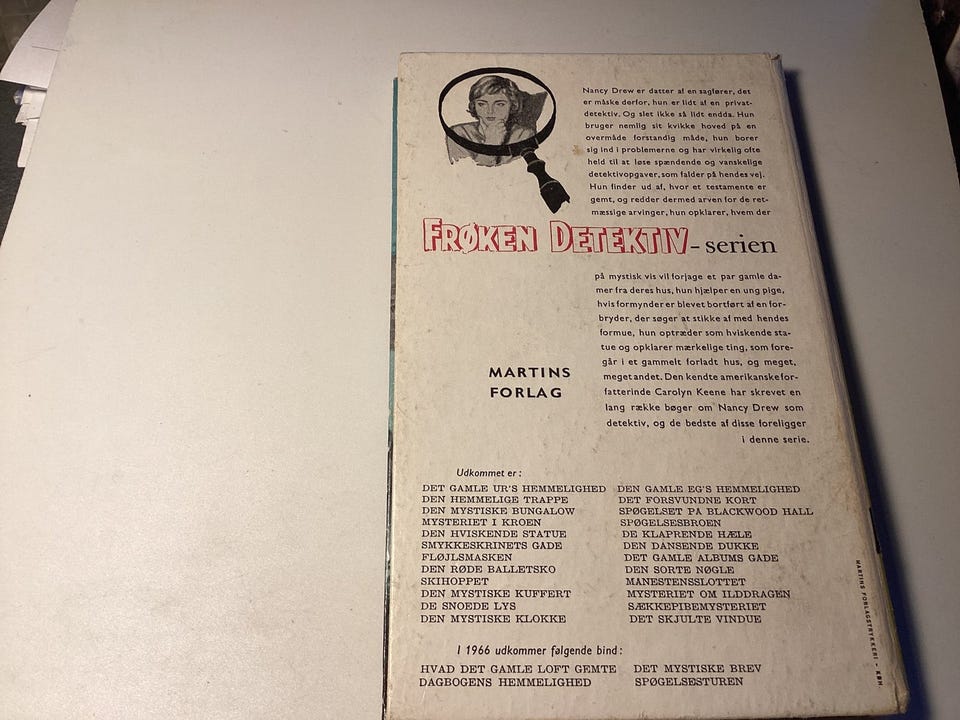 Nancy Drew er datter af en sagfører, det
er måske derfor, hun er lidt af en privat-
detektiv. Og slet ikke så lidt endda. Hun
bruger nemlig sit kvikke hoved på en
overmåde forstandig måde, hun borer
sig ind i problemerne og har virkelig ofte
held til at løse spændende og vanskelige
detektivopgaver, som falder på hendes vej.
Hun finder ud af, hvor et testamente er
gemt, og redder dermed arven for de ret-
mæssige arvinger, hun opklarer, hvem der
FRØKEN DETEKTIV - serien
på mystisk vis vil forjage et par gamle da-
mer fra deres hus, hun hjælper en ung pige,
hvis formynder er blevet bortført af en for-
bryder, der søger at stikke af med hendes
formue, hun optræder som hviskende sta-
tue og opklarer mærkelige ting, som fore-
går i et gammelt forladt hus, og meget,
meget andet. Den kendte amerikanske for-
fatterinde Carolyn Keene har skrevet en
lang række bøger om Nancy Drew som
detektiv, og de bedste af disse foreligger
i denne serie.
MARTINS
FORLAG
Udkommet er:
DET GAMLE UR'S HEMMELIGHED
DEN HEMMELIGE TRAPPE
DEN MYSTISKE BUNGALOW
MYSTERIET I KROEN
DEN HVISKENDE STATUE
SMYKKESKRINETS GÅDE
FLØJLSMASKEN
DEN RØDE BALLETSKO
SKIHOPPET
DEN MYSTISKE KUFFERT
DE SNOEDE LYS
DEN MYSTISKE KLOKKE
DEN GAMLE EG'S HEMMELIGHED
DET FORSVUNDNE KORT
SPØGELSET PÅ BLACKWOOD HALL
SPØGELSESBROEN
DE KLAPRENDE HÆLE
DEN DANSENDE DUKKE
DET GAMLE ALBUMS GÅDE
DEN SORTE NØGLE
MÅNESTENSSLOTTET
MYSTERIET OM ILDDRAGEN
SÆKKEPIBEMYSTERIET
DET SKJULTE VINDUE
I 1966 udkommer følgende bind:
HVAD DET GAMLE LOFT GEMTE
DAGBOGENS HEMMELIGHED
DET MYSTISKE BREV
SPØGELSESTUREN
MARTINS FORLAGSTRYKKERI - KBH.